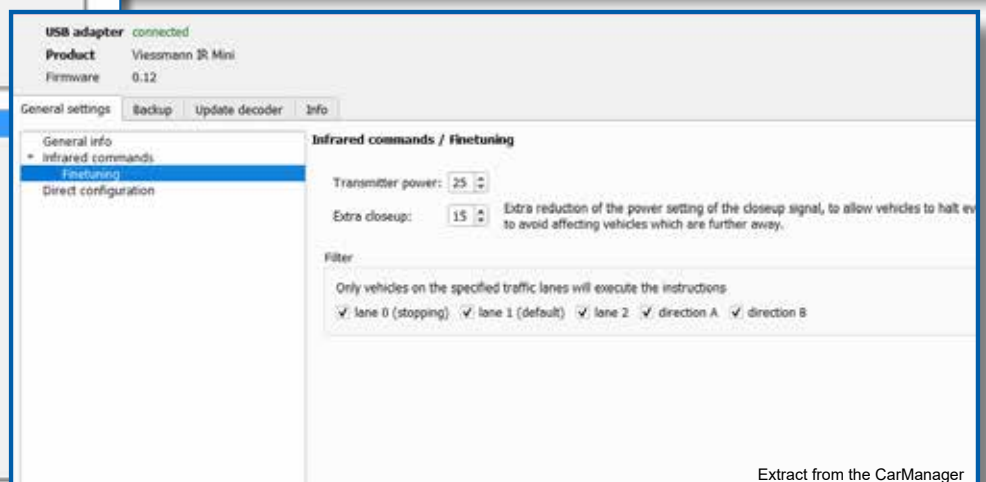 USB adapter connected
Product Viessmann IR Mini
Firmware 0.12
General settings Backup Update decoder Info
General info
Infrared commands
Finetuning
Direct configuration
Infrared commands / Finetuning
Transmitter power: 25
Extra closeup: 15
Extra reduction of the power setting of the closeup signal, to allow vehicles to halt ev
to avoid affecting vehicles which are further away.
Filter
Only vehicles on the specified traffic lanes will execute the instructions
lane 0 (stopping) lane 1 (default) lane 2 direction A direction B
Extract from the CarManager